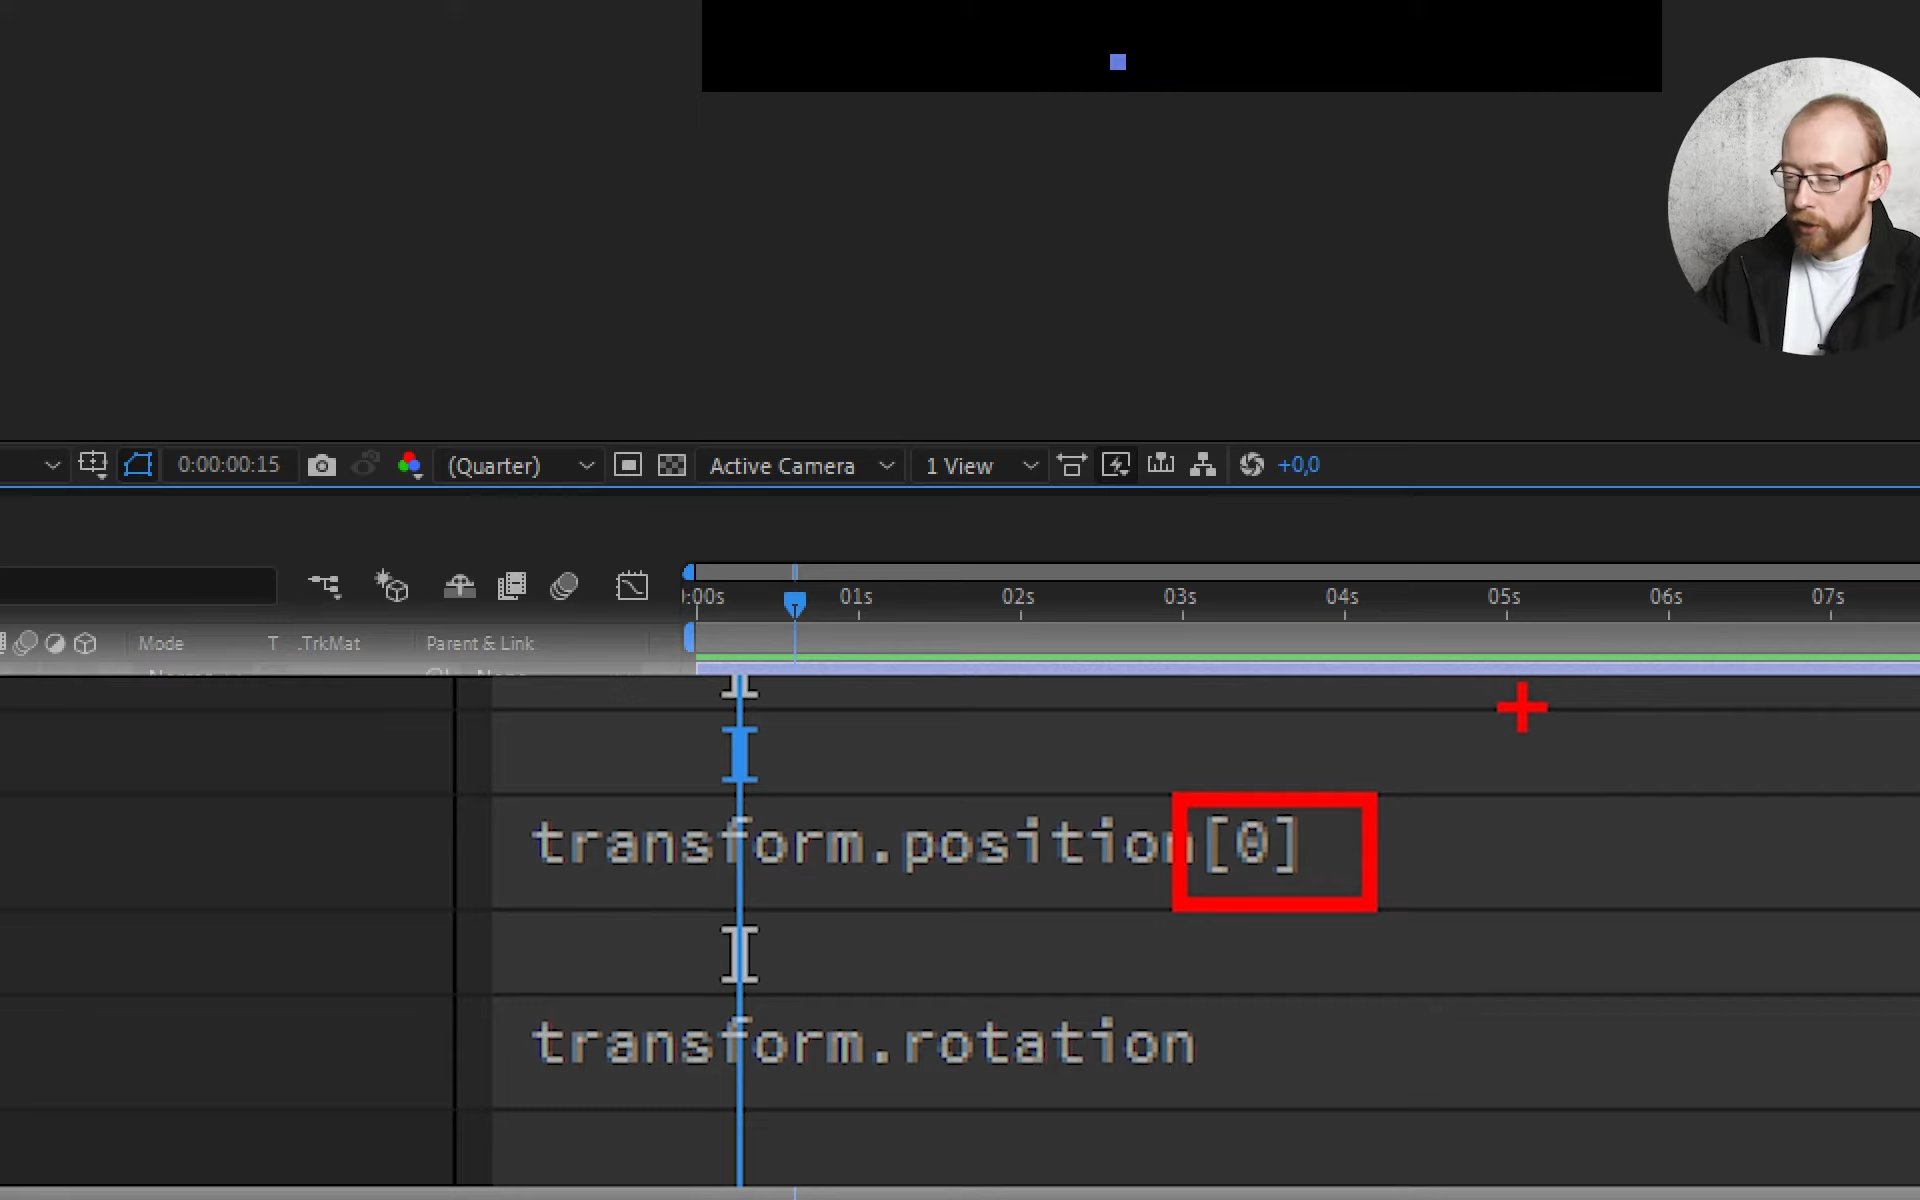 0:00:00:15 (Quarter) Active Camera 1 View +0,0
:00s 01s 02s 03s 04s 05s 06s 07s
Mode T .TrkMat Parent & Link
transform.position[0]
transform.rotation